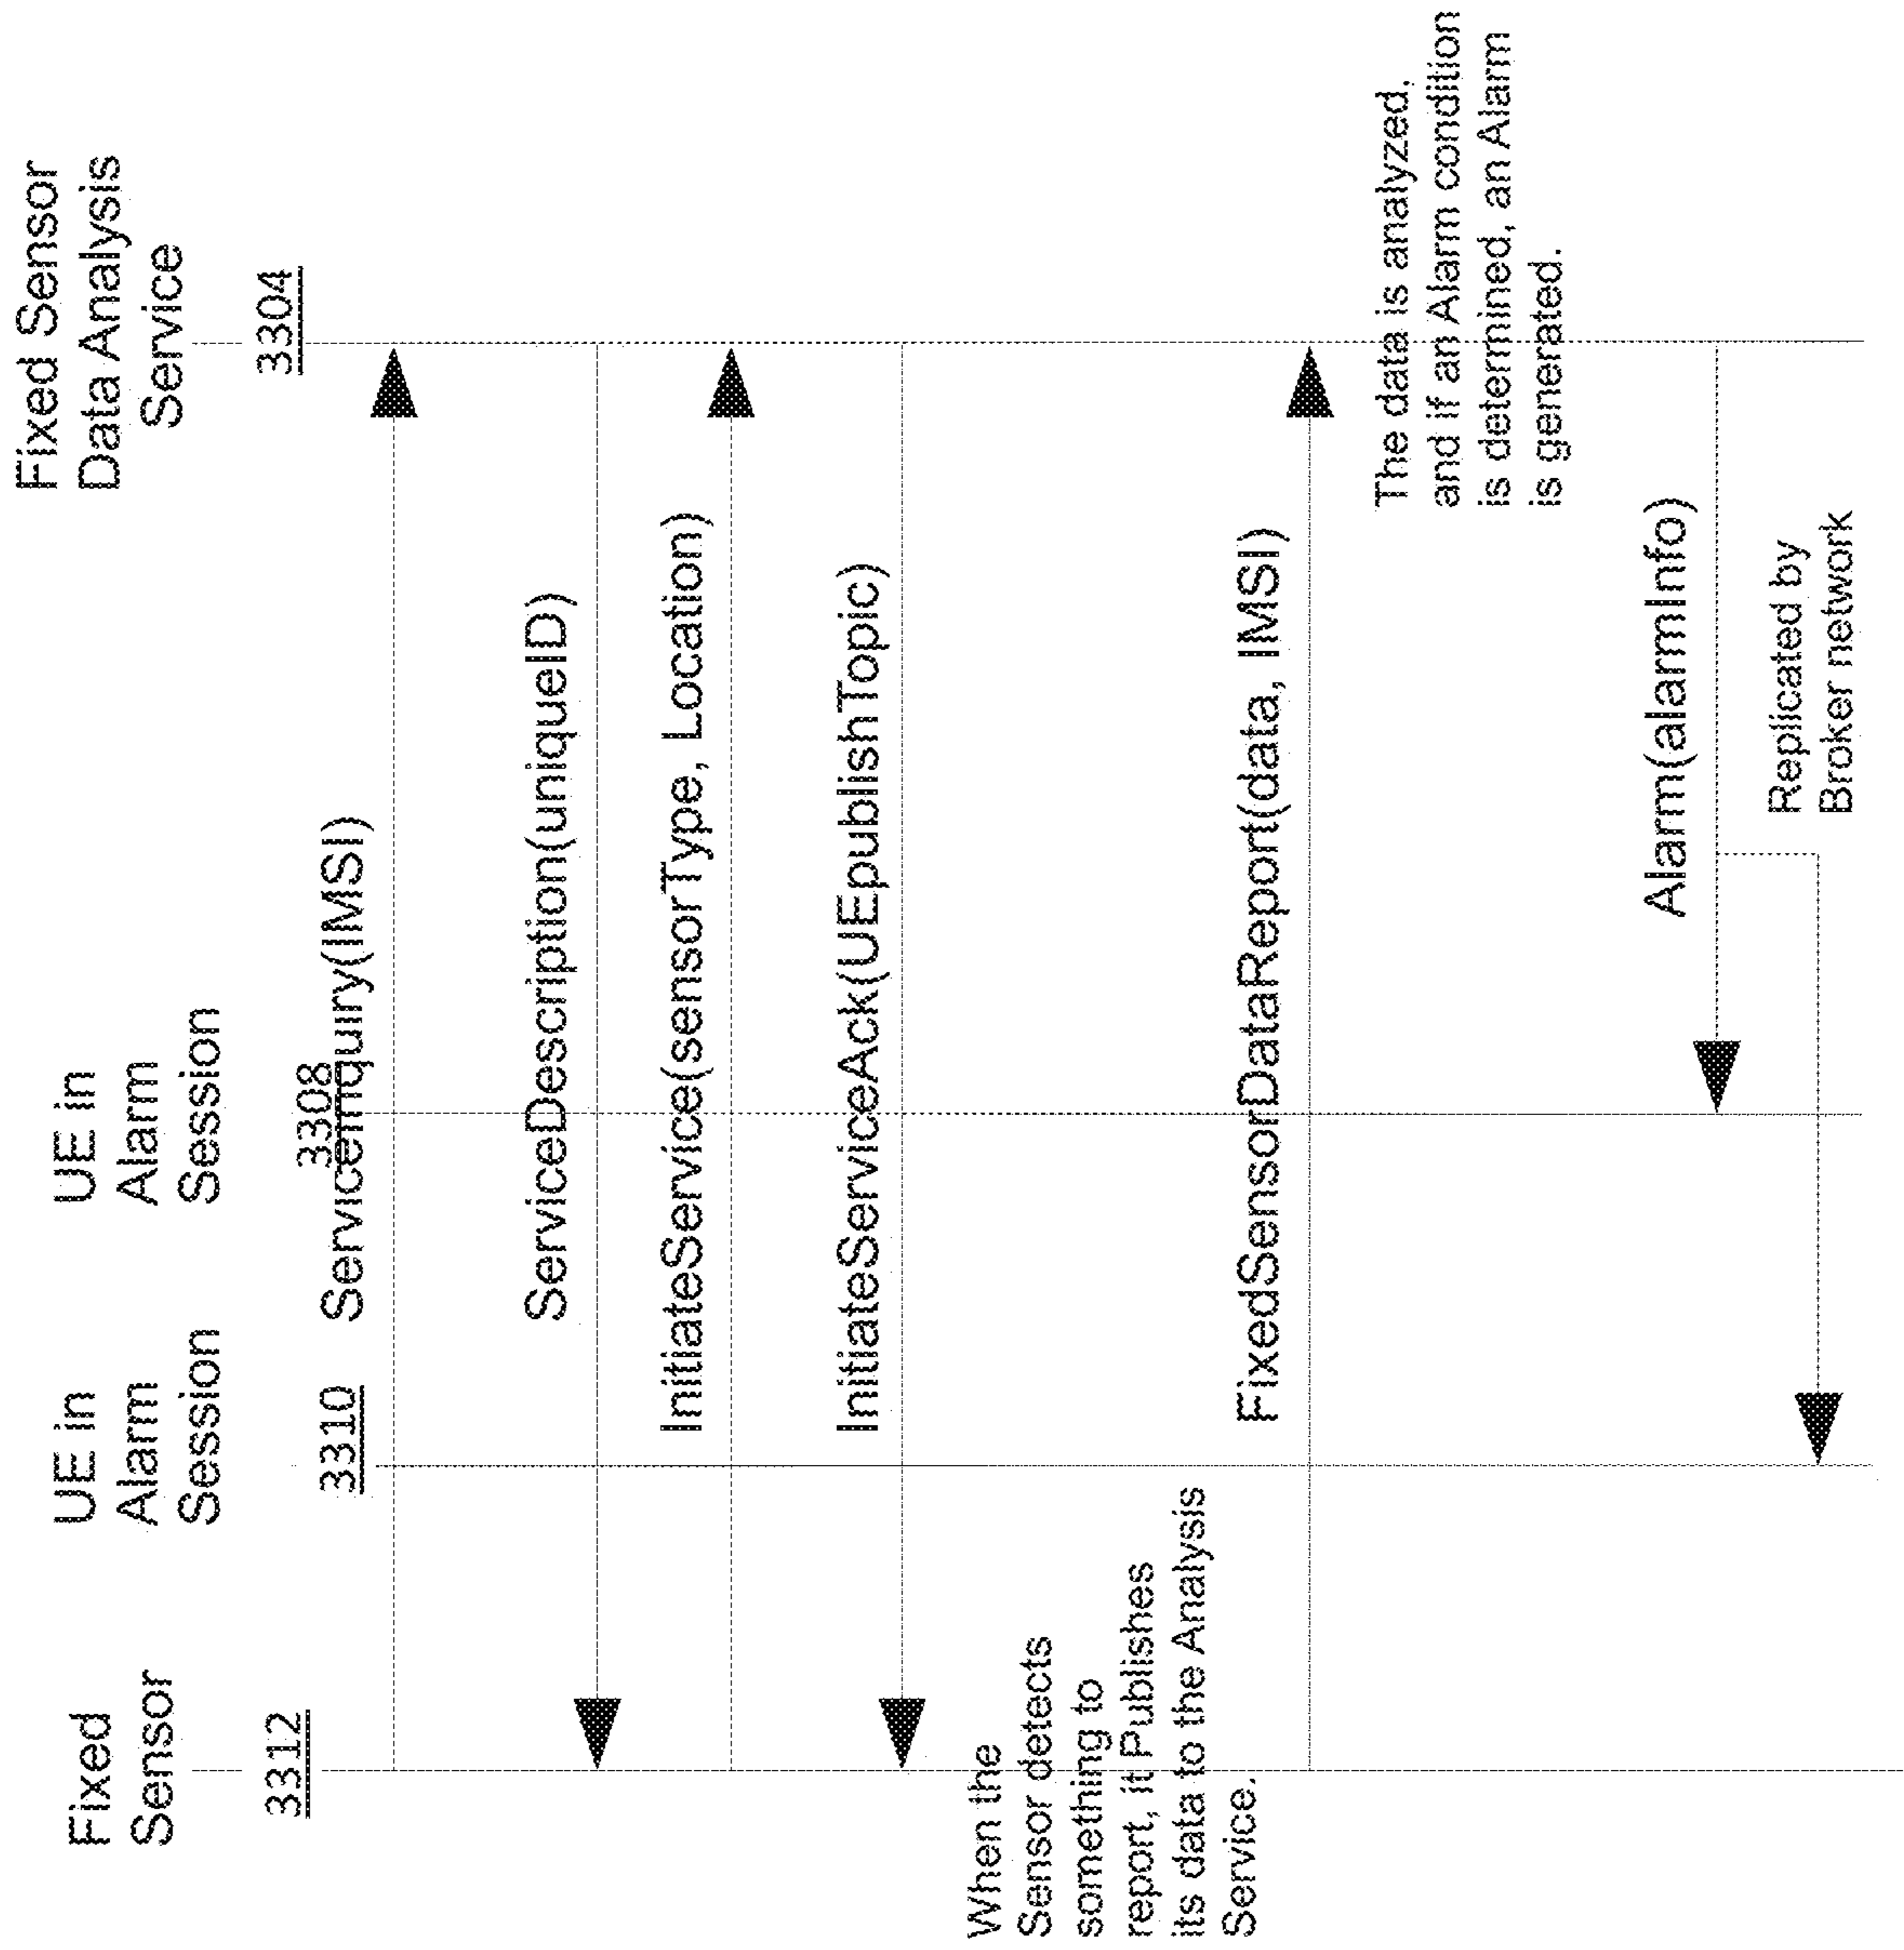 Fixed
Sensor
3312
UE in
Alarm
Session
3310
UE in
Alarm
Session
3308
Fixed Sensor
Data Analysis
Service
3304
ServiceInquiry(IMSI)
ServiceDescription(uniqueID)
InitiateService(sensorType, Location)
InitiateServiceAck(UEpublishTopic)
When the
Sensor detects
something to
report, it Publishes
its data to the Analysis
Service.
FixedSensorDataReport(data, IMSI)
The data is analyzed,
and if an Alarm condition
is determined, an Alarm
is generated.
Alarm(alarmInfo)
Replicated by
Broker network